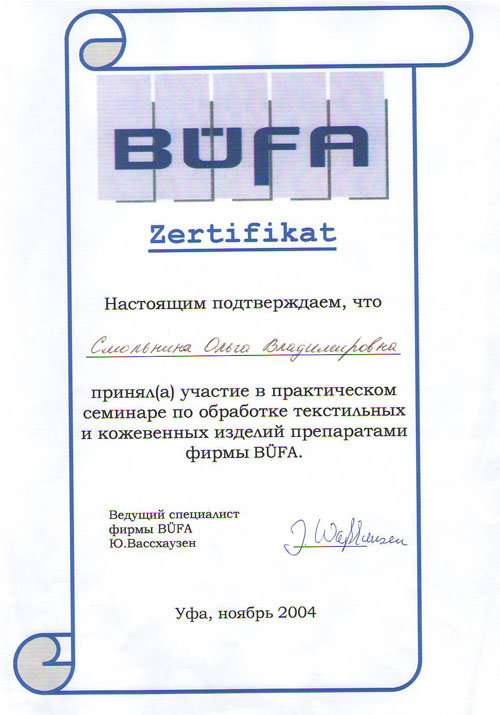 BÜFA
Zertifikat
Настоящим подтверждаем, что
Смольнина Ольга Владимировна
принял(а) участие в практическом
семинаре по обработке текстильных
и кожевенных изделий препаратами
фирмы BÜFA.
Ведущий специалист
фирмы BÜFA
Ю.Вассхаузен
Уфа, ноябрь 2004